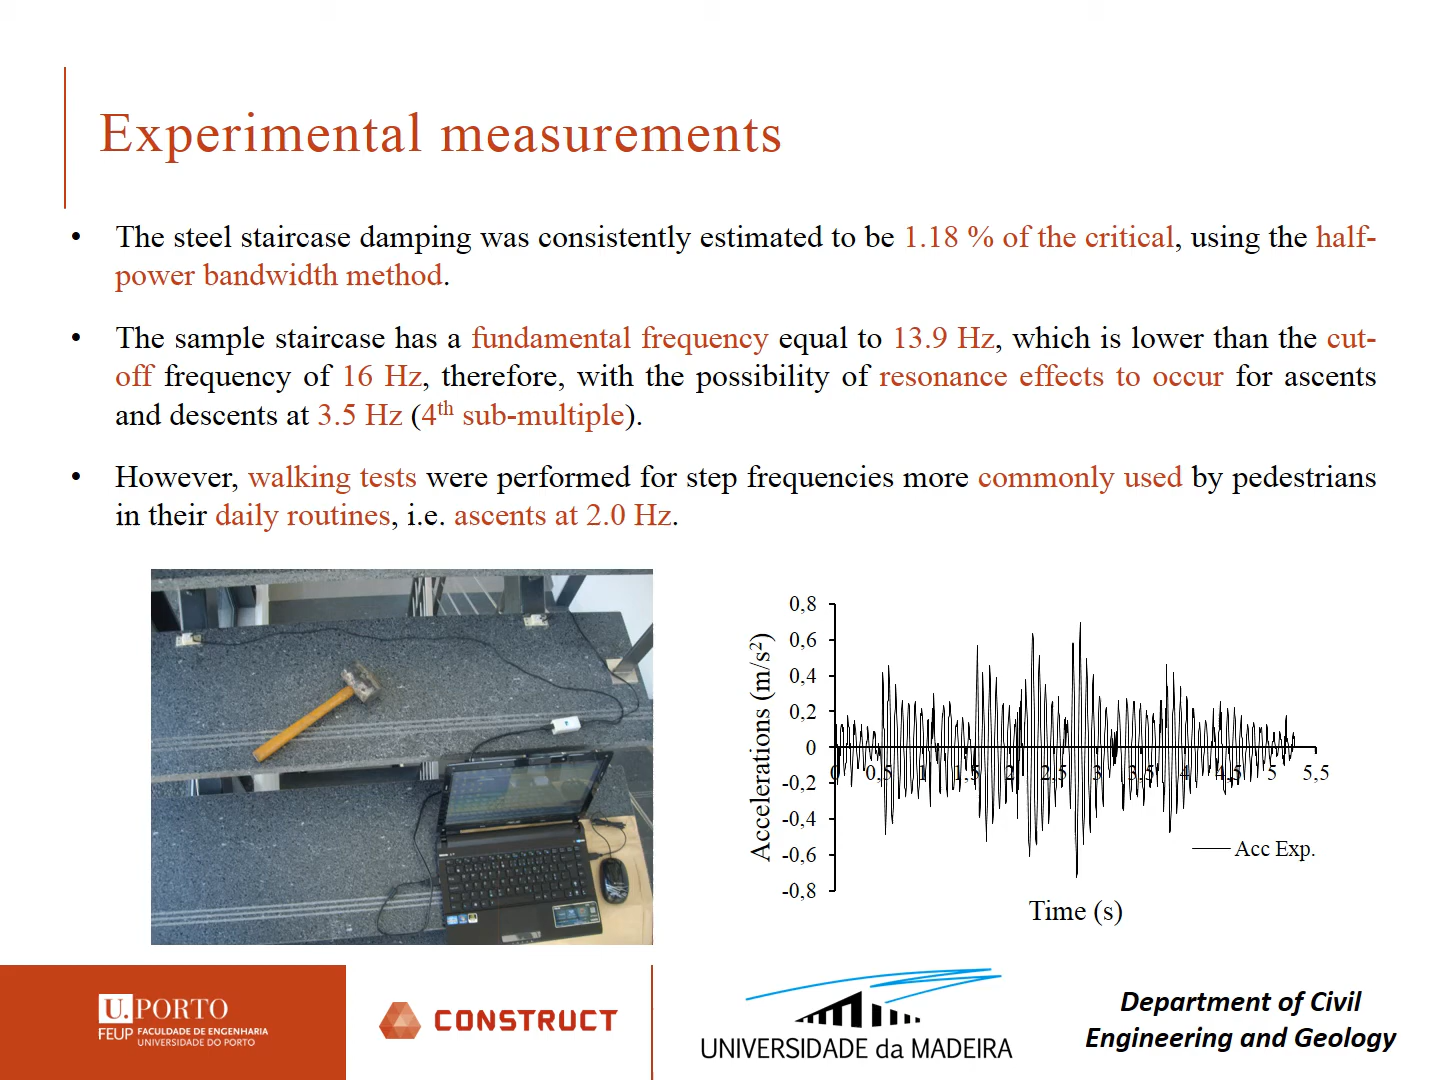 Experimental measurements
• The steel staircase damping was consistently estimated to be 1.18 % of the critical, using the half-
power bandwidth method.
• The sample staircase has a fundamental frequency equal to 13.9 Hz, which is lower than the cut-
off frequency of 16 Hz, therefore, with the possibility of resonance effects to occur for ascents
and descents at 3.5 Hz (4th sub-multiple).
• However, walking tests were performed for step frequencies more commonly used by pedestrians
in their daily routines, i.e. ascents at 2.0 Hz.
Accelerations (m/s2)
0,8
0,6
0,4
0,2
0
-0,2
-0,4
-0,6
-0,8
0 0,5 1 1,5 2 2,5 3 3,5 4 4,5 5 5,5
Acc Exp.
Time (s)
U. PORTO
FEUP FACULDADE DE ENGENHARIA
UNIVERSIDADE DO PORTO
CONSTRUCT
UNIVERSIDADE da MADEIRA
Department of Civil
Engineering and Geology